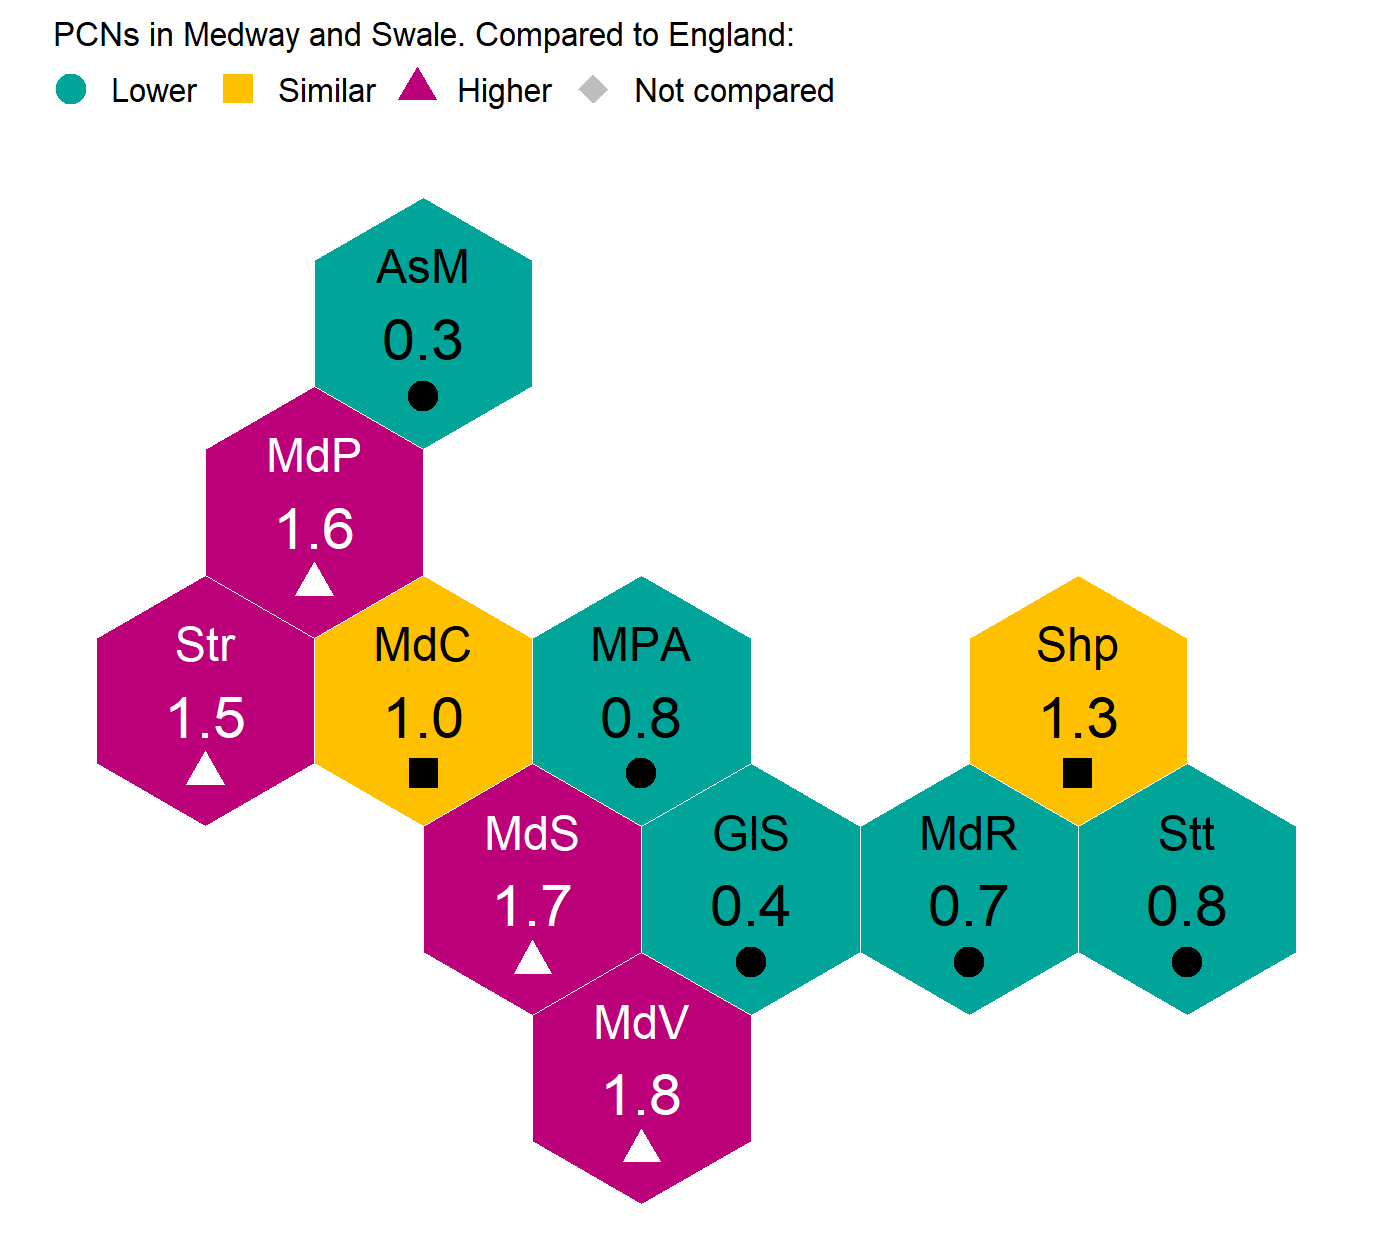 PCNs in Medway and Swale. Compared to England:
Lower Similar Higher Not compared
AsM
0.3
MdP
1.6
Str
1.5
MdC
1.0
MPA
0.8
Shp
1.3
MdS
1.7
GlS
0.4
MdR
0.7
Stt
0.8
MdV
1.8